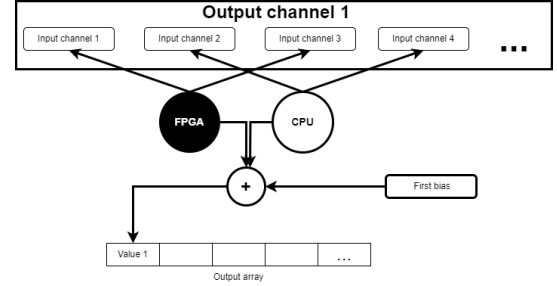 Output channel 1
Input channel 1
Input channel 2
Input channel 3
Input channel 4
...
FPGA
CPU
+
First bias
Value 1
...
Output array